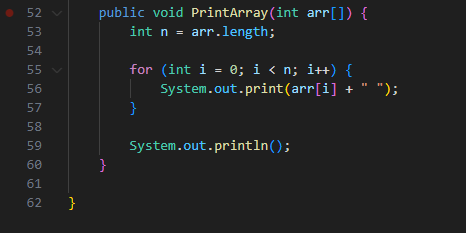 52 public void PrintArray(int arr[]) {
53 int n = arr.length;
54
55 for (int i = 0; i < n; i++) {
56 System.out.print(arr[i] + " ");
57 }
58
59 System.out.println();
60 }
61
62 }